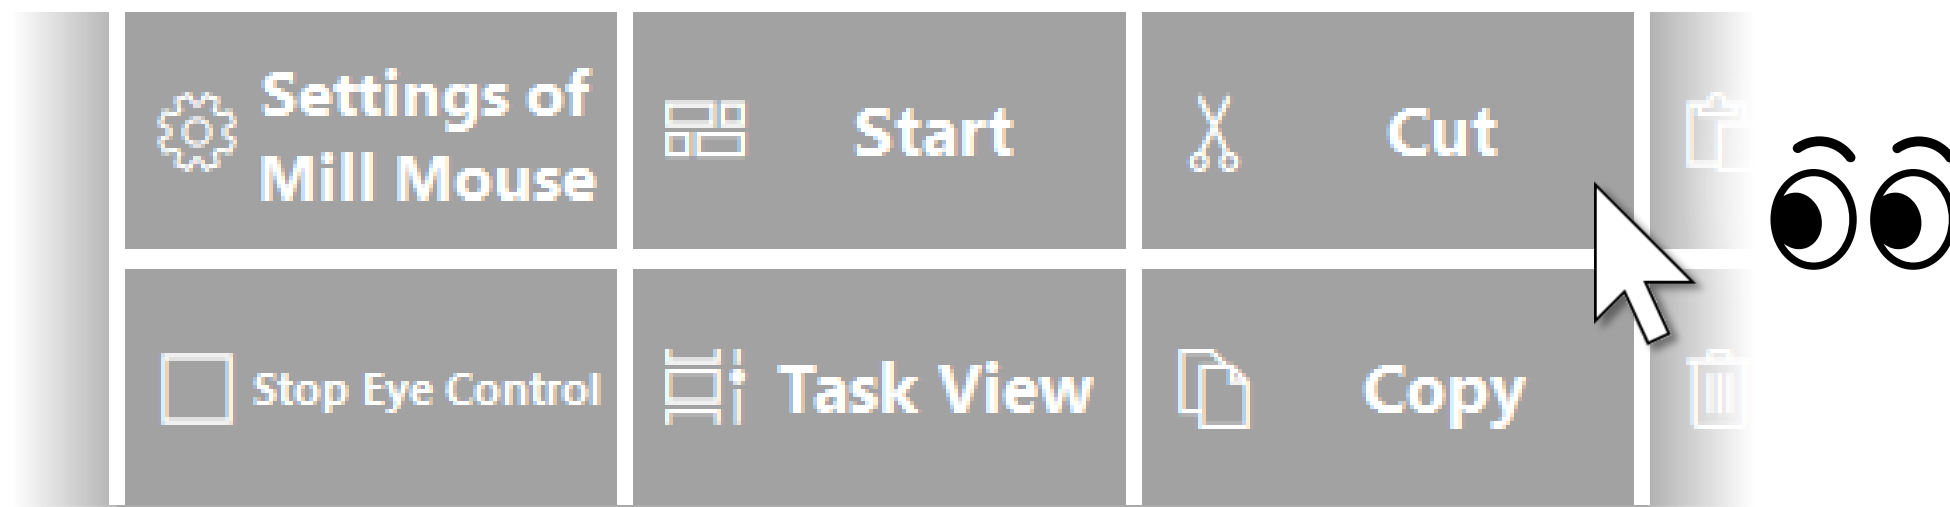 Settings of
Mill Mouse
Start
Cut
Stop Eye Control
Task View
Copy